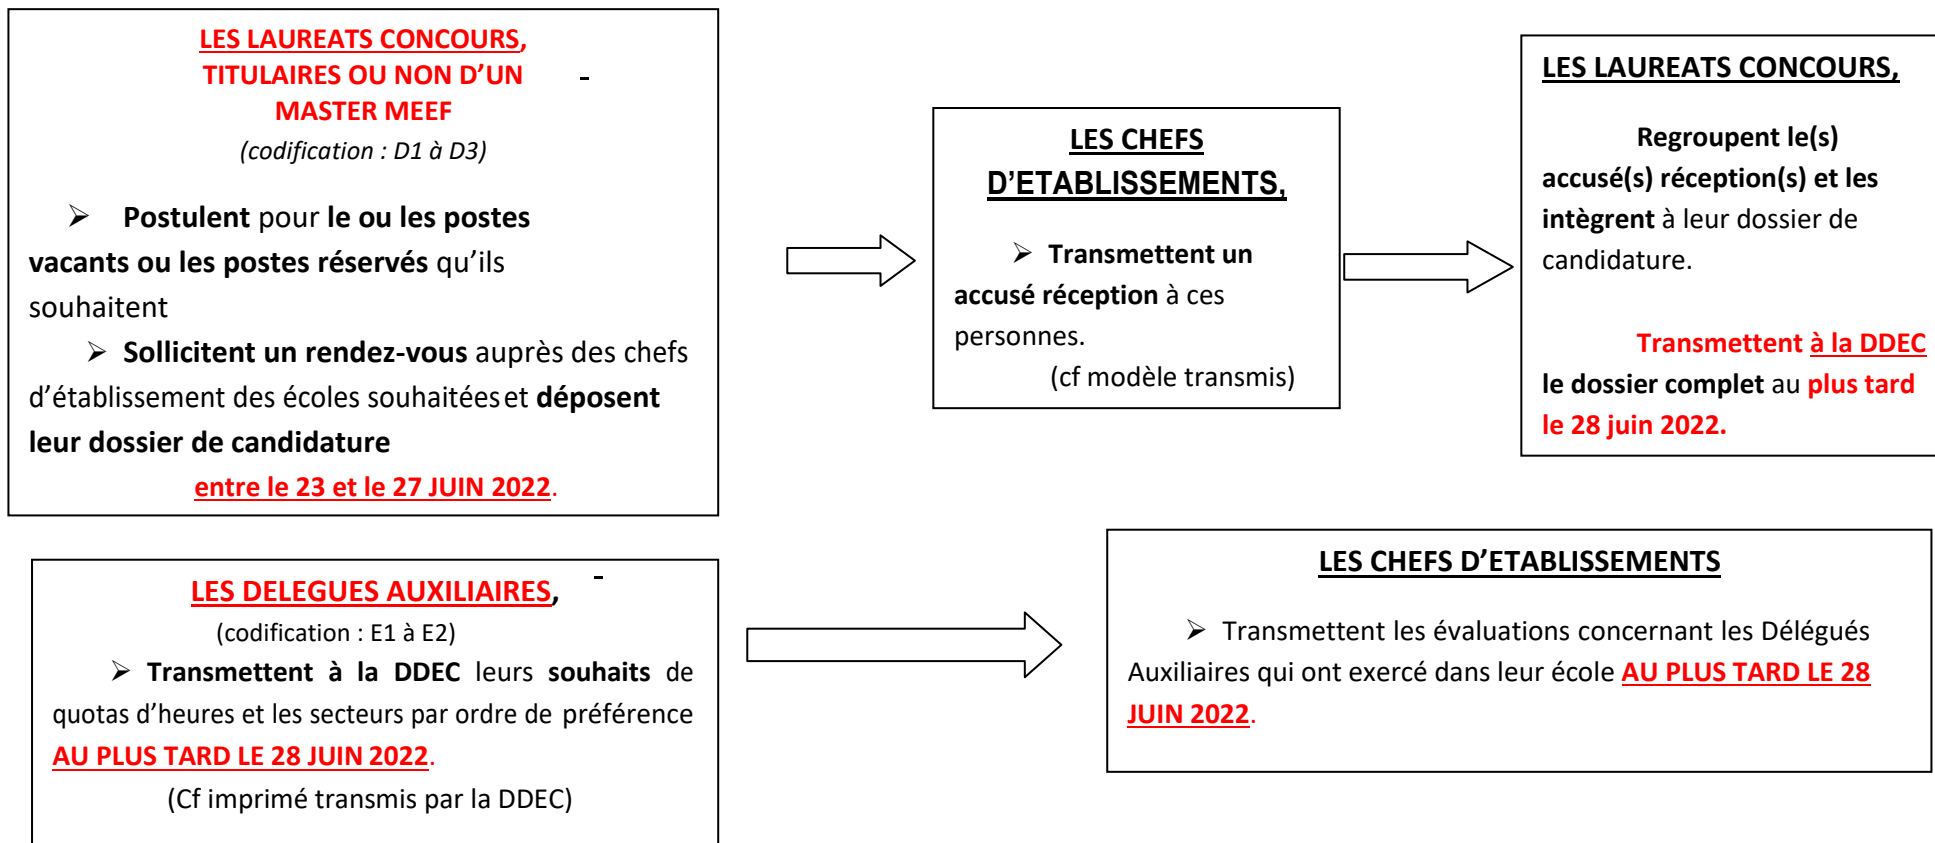 LES LAUREATS CONCOURS,
TITULAIRES OU NON D’UN -
MASTER MEEF
(codification : D1 à D3)
➢ Postulent pour le ou les postes
vacants ou les postes réservés qu’ils
souhaitent
➢ Sollicitent un rendez-vous auprès des chefs
d’établissement des écoles souhaitées et déposent
leur dossier de candidature
entre le 23 et le 27 JUIN 2022.
LES CHEFS
D’ETABLISSEMENTS,
➢ Transmettent un
accusé réception à ces
personnes.
(cf modèle transmis)
LES LAUREATS CONCOURS,
Regroupent le(s)
accusé(s) réception(s) et les
intègrent à leur dossier de
candidature.
Transmettent à la DDEC
le dossier complet au plus tard
le 28 juin 2022.
LES DELEGUES AUXILIAIRES, -
(codification : E1 à E2)
➢ Transmettent à la DDEC leurs souhaits de
quotas d’heures et les secteurs par ordre de préférence
AU PLUS TARD LE 28 JUIN 2022.
(Cf imprimé transmis par la DDEC)
LES CHEFS D’ETABLISSEMENTS
➢ Transmettent les évaluations concernant les Délégués
Auxiliaires qui ont exercé dans leur école AU PLUS TARD LE 28
JUIN 2022.